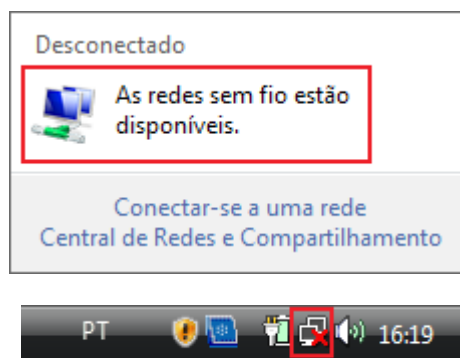 Desconectado
As redes sem fio estão
disponíveis.
Conectar-se a uma rede
Central de Redes e Compartilhamento
PT 16:19